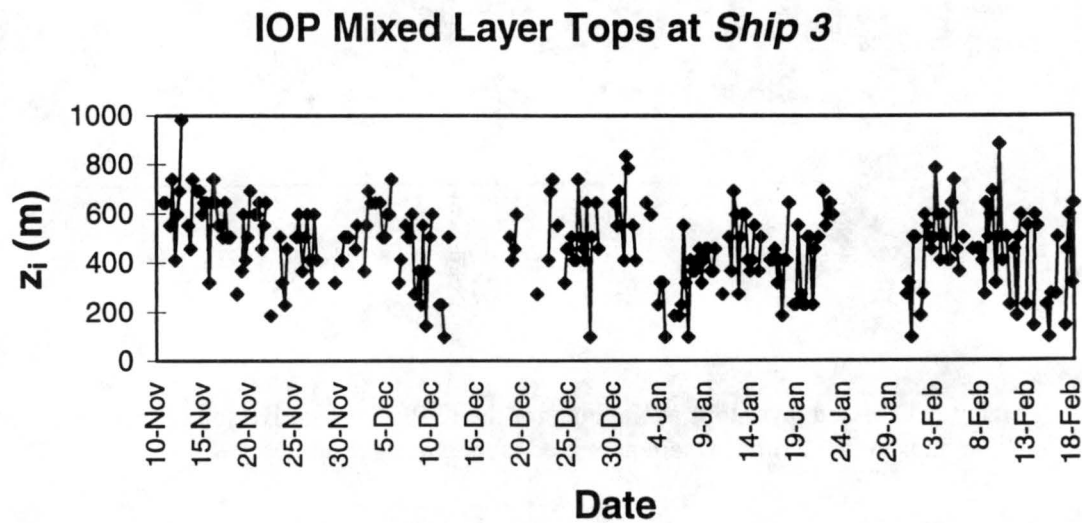 IOP Mixed Layer Tops at Ship 3
1000
800
600
400
200
0
zi (m)
10-Nov
15-Nov
20-Nov
25-Nov
30-Nov
5-Dec
10-Dec
15-Dec
20-Dec
25-Dec
30-Dec
4-Jan
9-Jan
14-Jan
19-Jan
24-Jan
29-Jan
3-Feb
8-Feb
13-Feb
18-Feb
Date